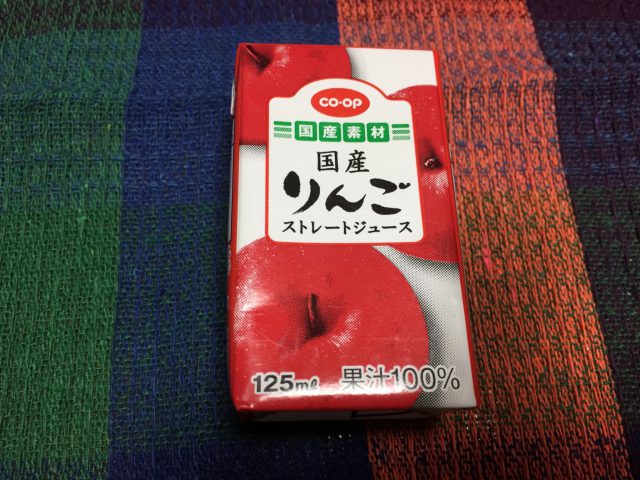 CO·OP
国産素材
国産
りんご
ストレートジュース
125mℓ 果汁100%